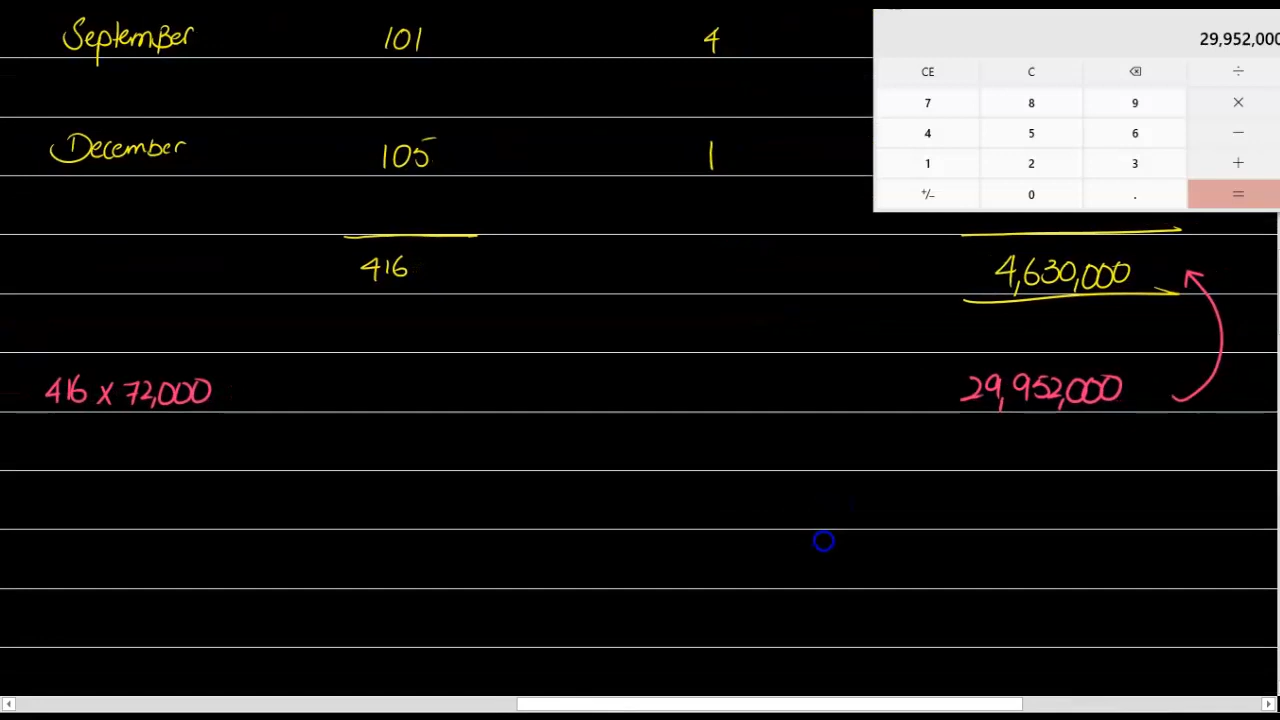 September 101 4
29,952,000
CE C ⌫ ÷
7 8 9 ×
4 5 6 −
1 2 3 +
+/− 0 . =
December 105 1
416 4,630,000
416 x 72,000 29,952,000